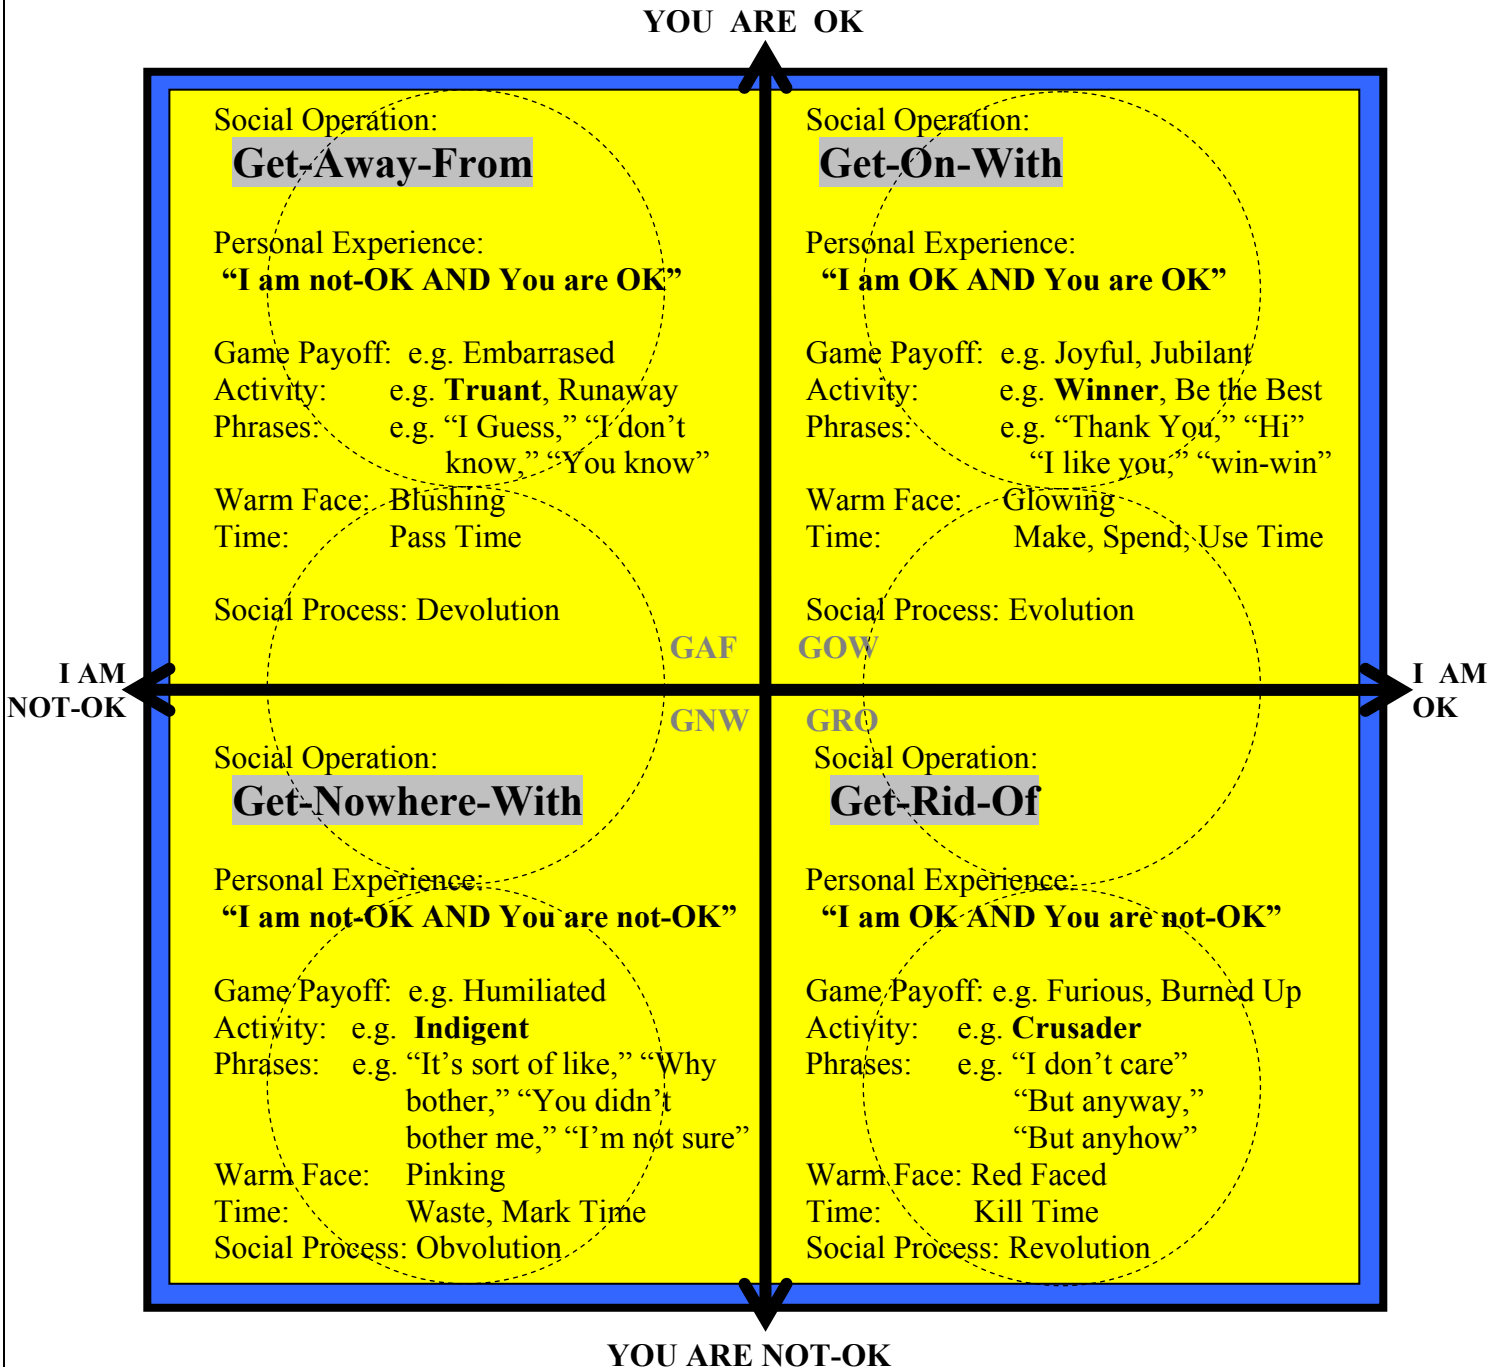 YOU ARE OK
Social Operation:
Get-Away-From
Personal Experience:
“I am not-OK AND You are OK”
Game Payoff: e.g. Embarrased
Activity: e.g. Truant, Runaway
Phrases: e.g. “I Guess,” “I don’t
know,” “You know”
Warm Face: Blushing
Time: Pass Time
Social Process: Devolution
GAF
Social Operation:
Get-On-With
Personal Experience:
“I am OK AND You are OK”
Game Payoff: e.g. Joyful, Jubilant
Activity: e.g. Winner, Be the Best
Phrases: e.g. “Thank You,” “Hi”
“I like you,” “win-win”
Warm Face: Glowing
Time: Make, Spend, Use Time
Social Process: Evolution
GOW
I AM
NOT-OK
I AM
OK
GNW
Social Operation:
Get-Nowhere-With
Personal Experience:
“I am not-OK AND You are not-OK”
Game Payoff: e.g. Humiliated
Activity: e.g. Indigent
Phrases: e.g. “It’s sort of like,” “Why
bother,” “You didn’t
bother me,” “I’m not sure”
Warm Face: Pinking
Time: Waste, Mark Time
Social Process: Obvolution
GRO
Social Operation:
Get-Rid-Of
Personal Experience:
“I am OK AND You are not-OK”
Game Payoff: e.g. Furious, Burned Up
Activity: e.g. Crusader
Phrases: e.g. “I don’t care”
“But anyway,”
“But anyhow”
Warm Face: Red Faced
Time: Kill Time
Social Process: Revolution
YOU ARE NOT-OK